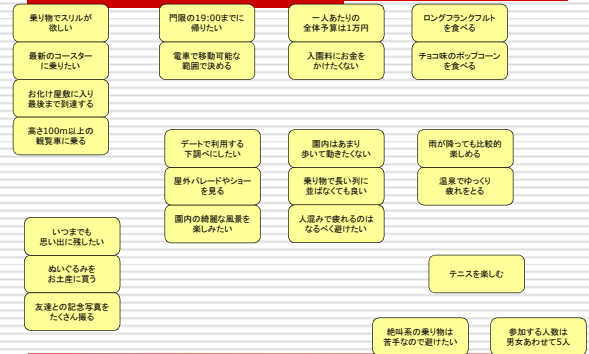 乗り物でスリルが
欲しい
最新のコースター
に乗りたい
お化け屋敷に入り
最後まで到達する
高さ100m以上の
観覧車に乗る
門限の19:00までに
帰りたい
電車で移動可能な
範囲で決める
一人あたりの
全体予算は1万円
入園料にお金を
かけたくない
ロングフランクフルト
を食べる
チョコ味のポップコーン
を食べる
デートで利用する
下調べにしたい
屋外パレードやショー
を見る
園内の綺麗な風景を
楽しみたい
園内はあまり
歩いて動きたくない
乗り物で長い列に
並ばなくても良い
人混みで疲れるのは
なるべく避けたい
雨が降っても比較的
楽しめる
温泉でゆっくり
疲れをとる
いつまでも
思い出に残したい
ぬいぐるみを
お土産に買う
友達との記念写真を
たくさん撮る
テニスを楽しむ
絶叫系の乗り物は
苦手なので避けたい
参加する人数は
男女あわせて5人